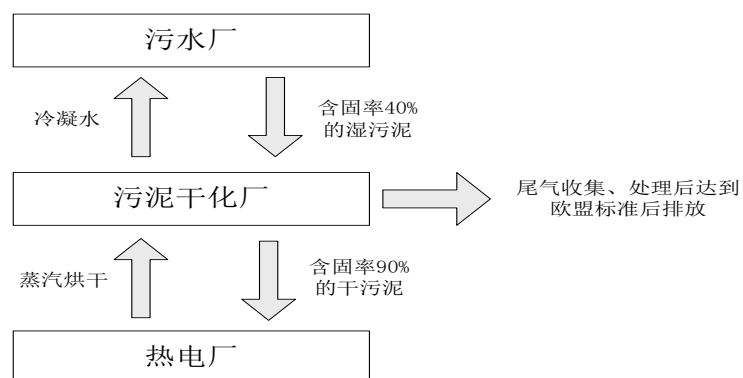 污水厂
冷凝水
含固率40%
的湿污泥
污泥干化厂
尾气收集、处理后达到
欧盟标准后排放
蒸汽烘干
含固率90%
的干污泥
热电厂